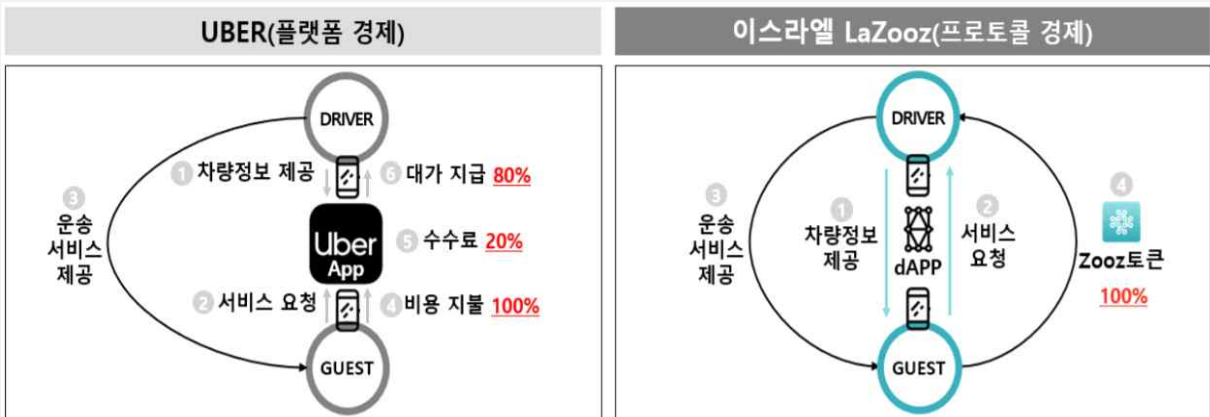 UBER(플랫폼 경제)
DRIVER
1 차량정보 제공
6 대가 지급 80%
3
운송
서비스
제공
Uber
App
5 수수료 20%
2 서비스 요청
4 비용 지불 100%
GUEST
이스라엘 LaZooz(프로토콜 경제)
DRIVER
3
운송
서비스
제공
1
차량정보
제공
dAPP
2
서비스
요청
4
Zooz토큰
100%
GUEST